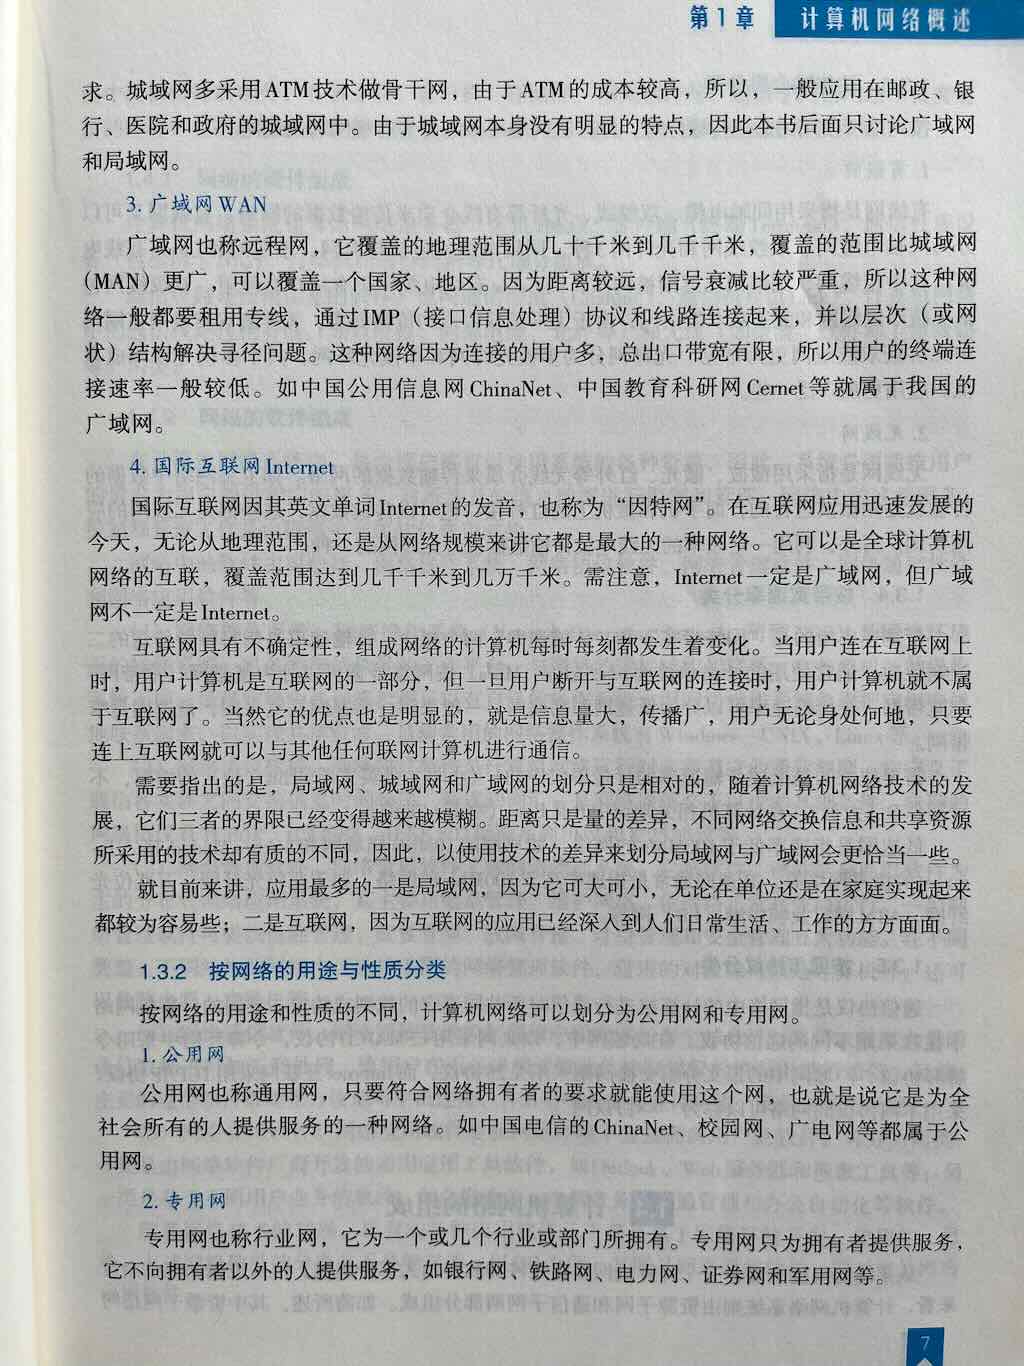 第1章 计算机网络概述
求。城域网多采用ATM技术做骨干网，由于ATM的成本较高，所以，一般应用在邮政、银
行、医院和政府的城域网中。由于城域网本身没有明显的特点，因此本书后面只讨论广域网
和局域网。
3. 广域网 WAN
广域网也称远程网，它覆盖的地理范围从几十千米到几千千米，覆盖的范围比城域网
（MAN）更广，可以覆盖一个国家、地区。因为距离较远，信号衰减比较严重，所以这种网
络一般都要租用专线，通过IMP（接口信息处理）协议和线路连接起来，并以层次（或网
状）结构解决寻径问题。这种网络因为连接的用户多，总出口带宽有限，所以用户的终端连
接速率一般较低。如中国公用信息网ChinaNet、中国教育科研网Cernet等就属于我国的
广域网。
4. 国际互联网Internet
国际互联网因其英文单词Internet的发音，也称为“因特网”。在互联网应用迅速发展的
今天，无论从地理范围，还是从网络规模来讲它都是最大的一种网络。它可以是全球计算机
网络的互联，覆盖范围达到几千千米到几万千米。需注意，Internet一定是广域网，但广域
网不一定是Internet。
互联网具有不确定性，组成网络的计算机每时每刻都发生着变化。当用户连在互联网上
时，用户计算机是互联网的一部分，但一旦用户断开与互联网的连接时，用户计算机就不属
于互联网了。当然它的优点也是明显的，就是信息量大，传播广，用户无论身处何地，只要
连上互联网就可以与其他任何联网计算机进行通信。
需要指出的是，局域网、城域网和广域网的划分只是相对的，随着计算机网络技术的发
展，它们三者的界限已经变得越来越模糊。距离只是量的差异，不同网络交换信息和共享资源
所采用的技术却有质的不同，因此，以使用技术的差异来划分局域网与广域网会更恰当一些。
就目前来讲，应用最多的一是局域网，因为它可大可小，无论在单位还是在家庭实现起来
都较为容易些；二是互联网，因为互联网的应用已经深入到人们日常生活、工作的方方面面。
1.3.2 按网络的用途与性质分类
按网络的用途和性质的不同，计算机网络可以划分为公用网和专用网。
1. 公用网
公用网也称通用网，只要符合网络拥有者的要求就能使用这个网，也就是说它是为全
社会所有的人提供服务的一种网络。如中国电信的ChinaNet、校园网、广电网等都属于公
用网。
2. 专用网
专用网也称行业网，它为一个或几个行业或部门所拥有。专用网只为拥有者提供服务，
它不向拥有者以外的人提供服务，如银行网、铁路网、电力网、证券网和军用网等。
7